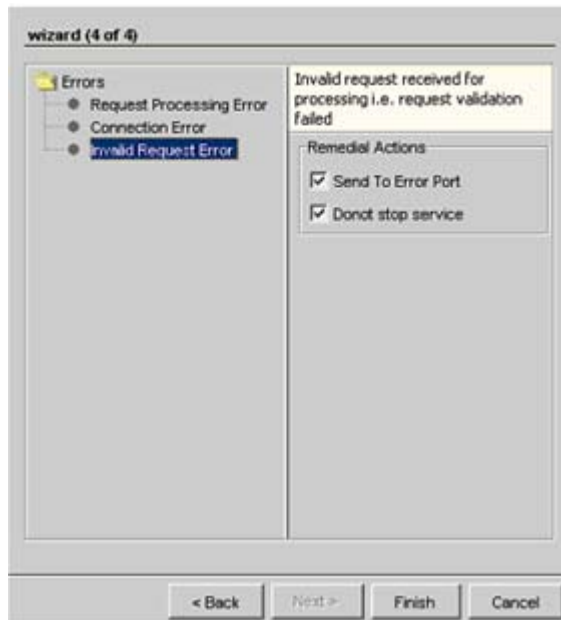 wizard (4 of 4)
Errors
Request Processing Error
Connection Error
Invalid Request Error
Invalid request received for
processing i.e. request validation
failed
Remedial Actions
Send To Error Port
Donot stop service
< Back
Next >
Finish
Cancel